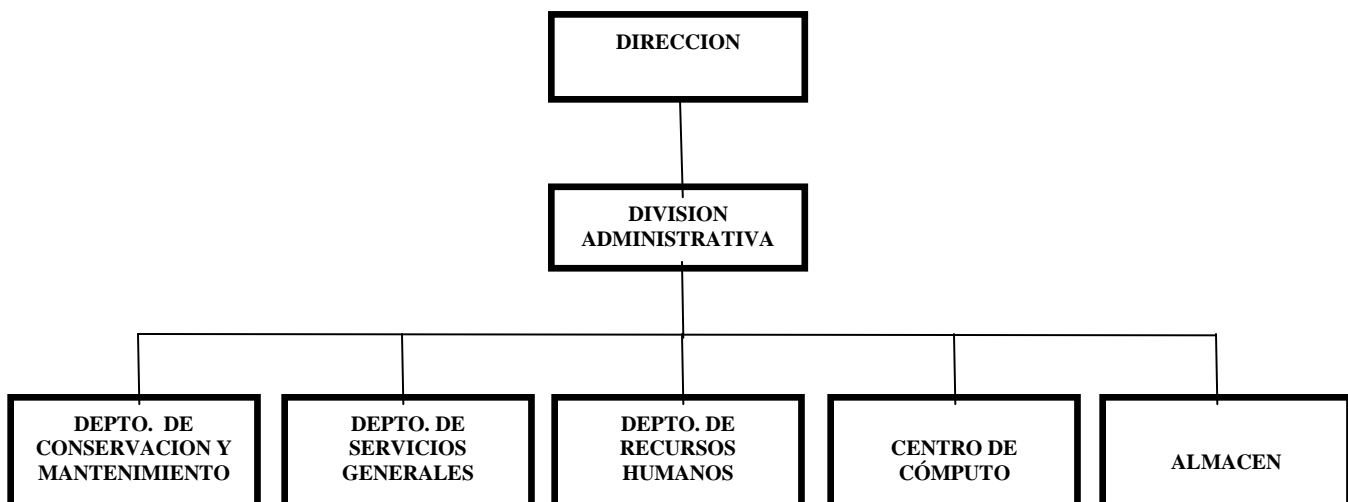 DIRECCION
DIVISION
ADMINISTRATIVA
DEPTO. DE
CONSERVACION Y
MANTENIMIENTO
DEPTO. DE
SERVICIOS
GENERALES
DEPTO. DE
RECURSOS
HUMANOS
CENTRO DE
CÓMPUTO
ALMACEN